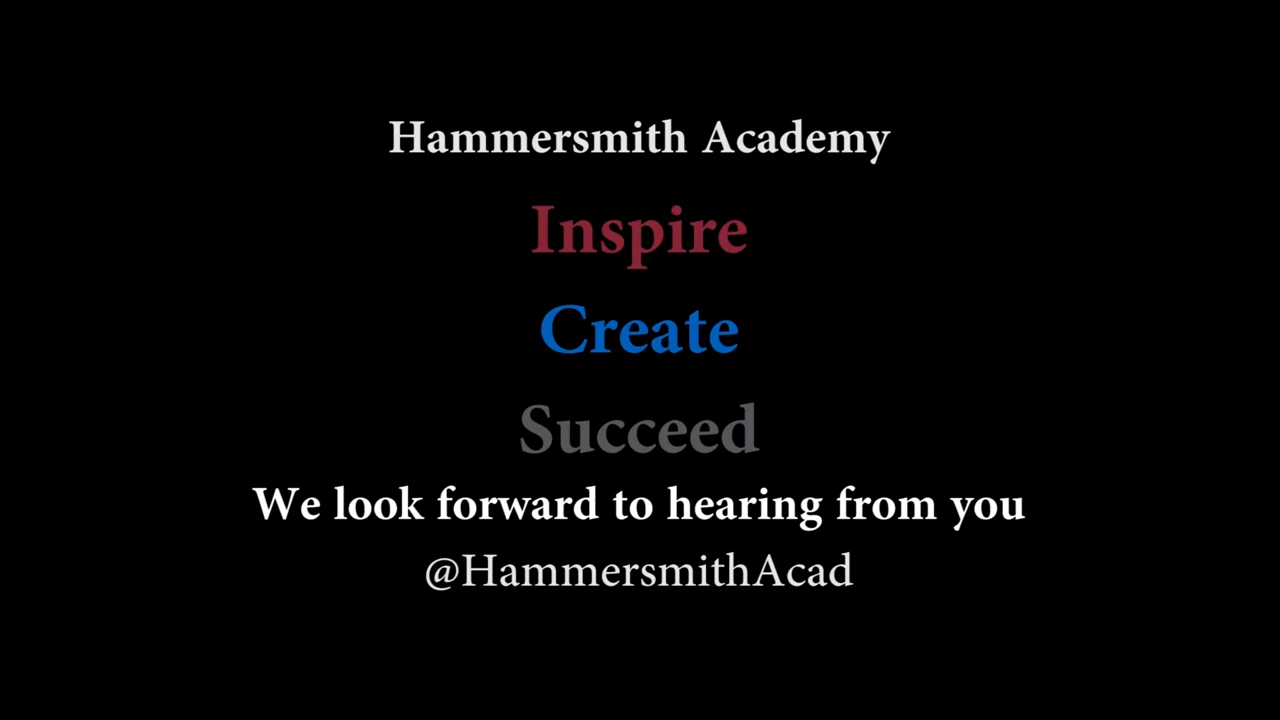 Hammersmith Academy
Inspire
Create
Succeed
We look forward to hearing from you
@HammersmithAcad